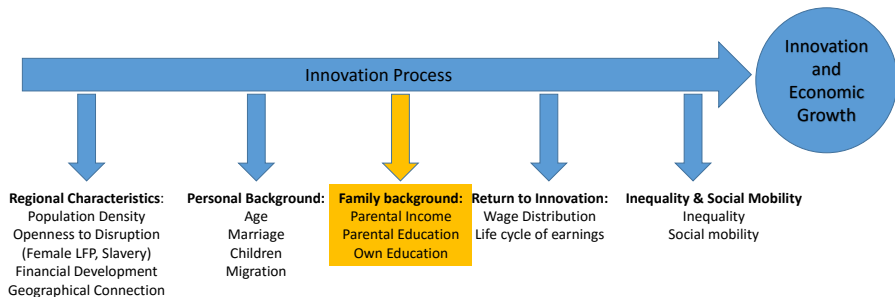 Innovation Process
Innovation
and
Economic
Growth
Regional Characteristics:
Population Density
Openness to Disruption
(Female LFP, Slavery)
Financial Development
Geographical Connection
Personal Background:
Age
Marriage
Children
Migration
Family background:
Parental Income
Parental Education
Own Education
Return to Innovation:
Wage Distribution
Life cycle of earnings
Inequality & Social Mobility
Inequality
Social mobility